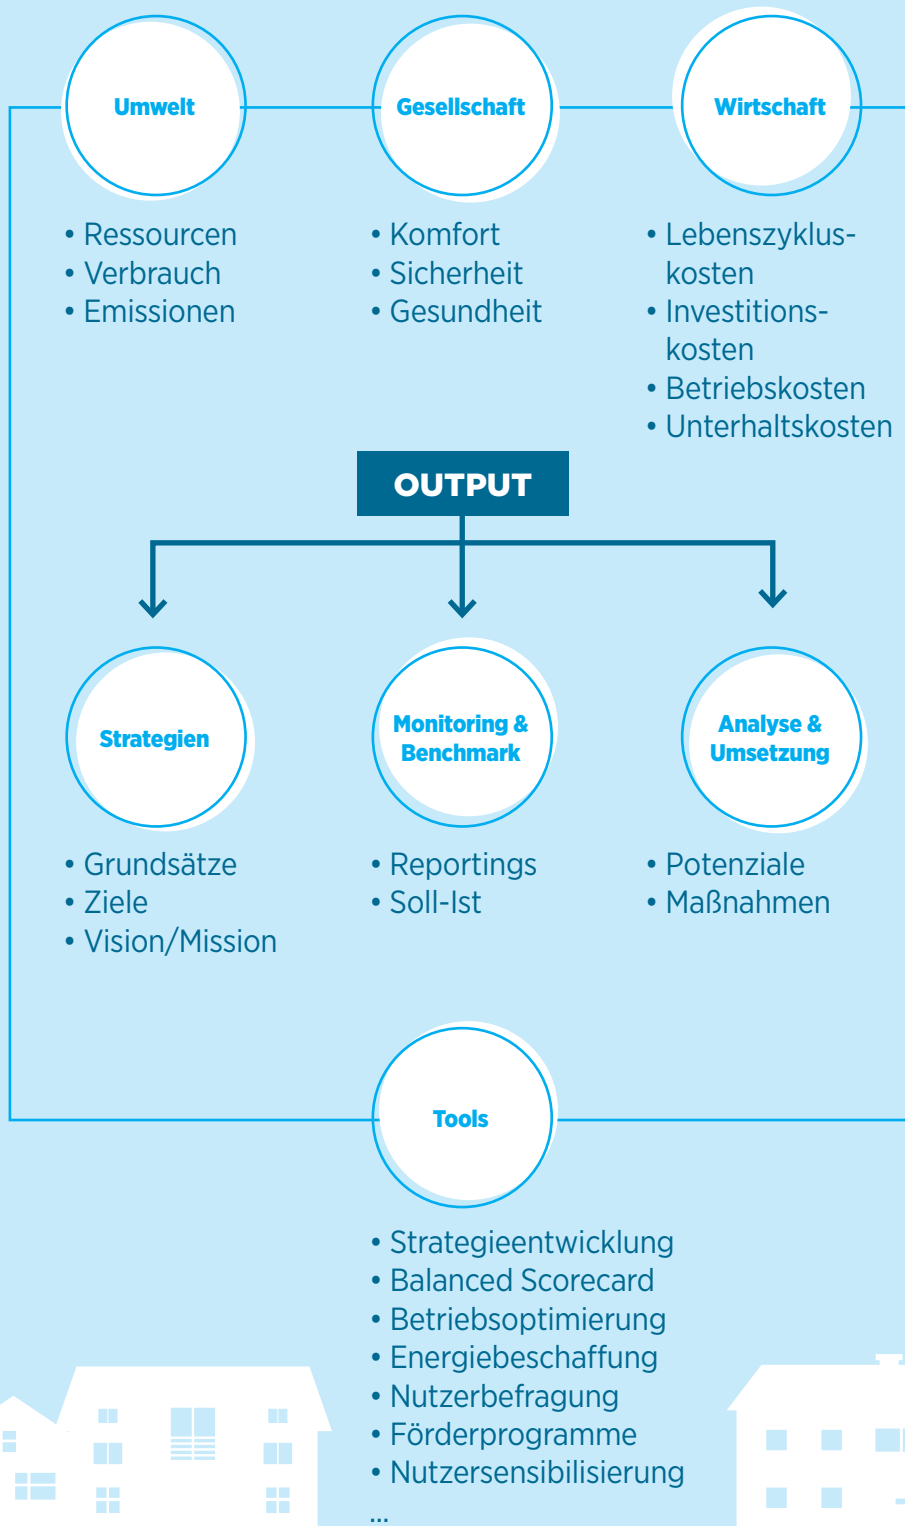 Umwelt
• Ressourcen
• Verbrauch
• Emissionen
Gesellschaft
• Komfort
• Sicherheit
• Gesundheit
Wirtschaft
• Lebenszyklus-
kosten
• Investitions-
kosten
• Betriebskosten
• Unterhaltskosten
OUTPUT
Strategien
• Grundsätze
• Ziele
• Vision/Mission
Monitoring &
Benchmark
• Reportings
• Soll-Ist
Analyse &
Umsetzung
• Potenziale
• Maßnahmen
Tools
• Strategieentwicklung
• Balanced Scorecard
• Betriebsoptimierung
• Energiebeschaffung
• Nutzerbefragung
• Förderprogramme
• Nutzersensibilisierung
...